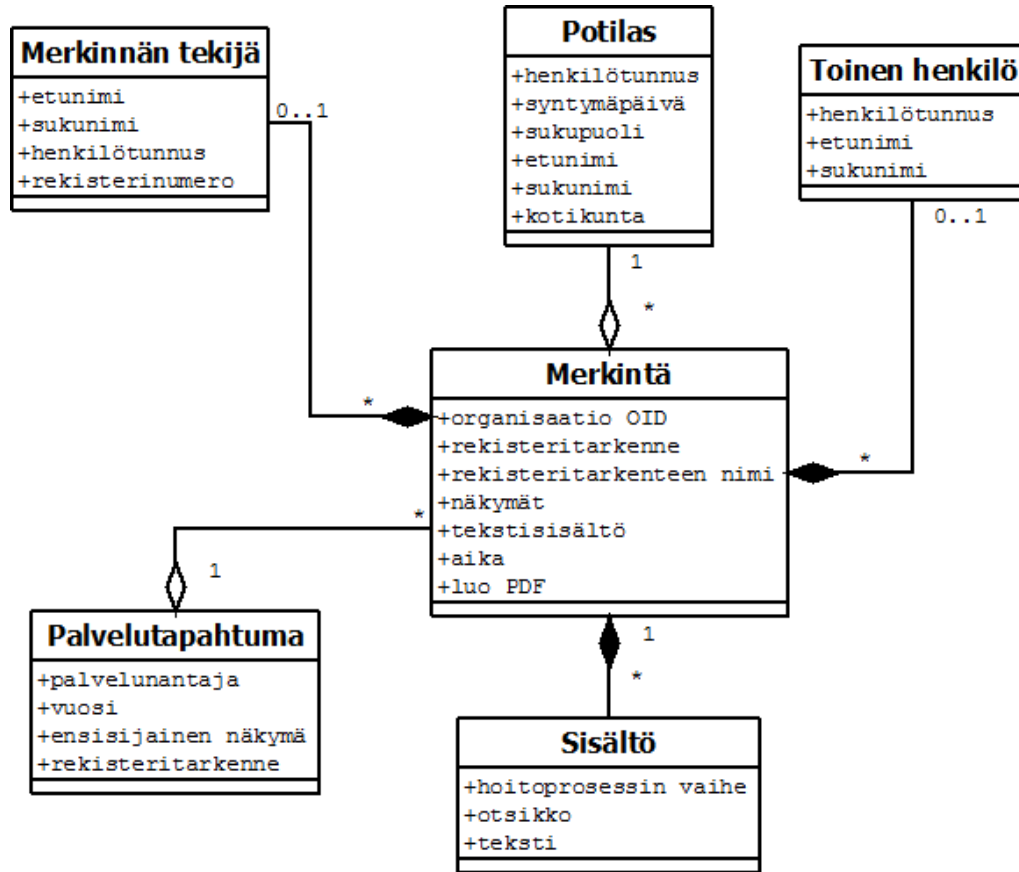 Merkinnän tekijä
+etunimi
+sukunimi
+henkilötunnus
+rekisterinumero
0..1
*
Potilas
+henkilötunnus
+syntymäpäivä
+sukupuoli
+etunimi
+sukunimi
+kotikunta
1
*
Toinen henkilö
+henkilötunnus
+etunimi
+sukunimi
0..1
*
Merkintä
+organisaatio OID
+rekisteritarkenne
+rekisteritarkenteen nimi
+näkymät
+tekstisisältö
+aika
+luo PDF
*
1
Palvelutapahtuma
+palvelunantaja
+vuosi
+ensisijainen näkymä
+rekisteritarkenne
1
*
Sisältö
+hoitoprosessin vaihe
+otsikko
+teksti